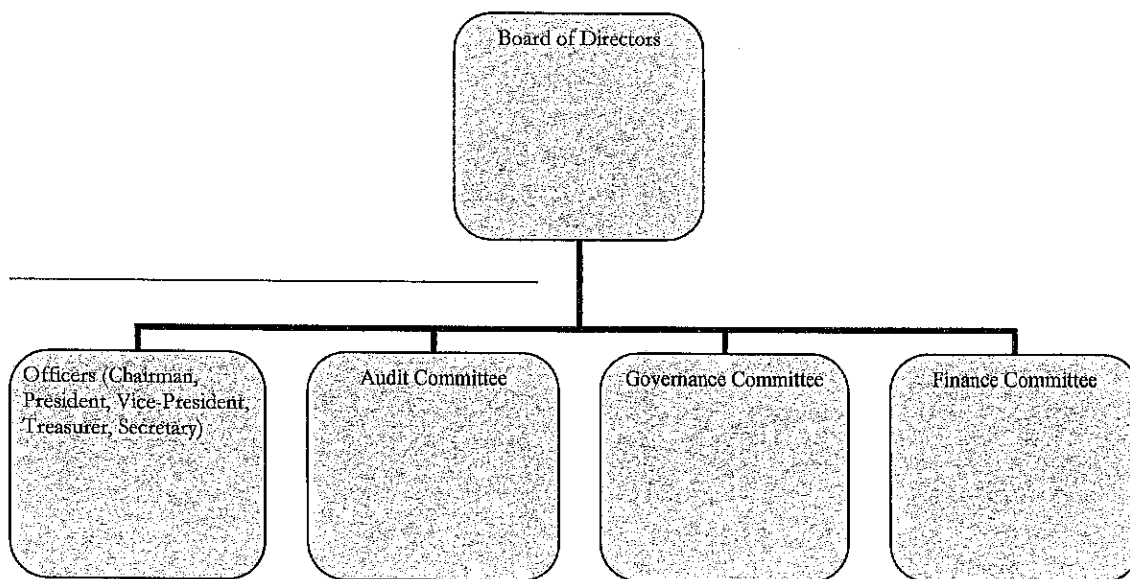 Board of Directors
Officers (Chairman,
President, Vice-President,
Treasurer, Secretary)
Audit Committee
Governance Committee
Finance Committee